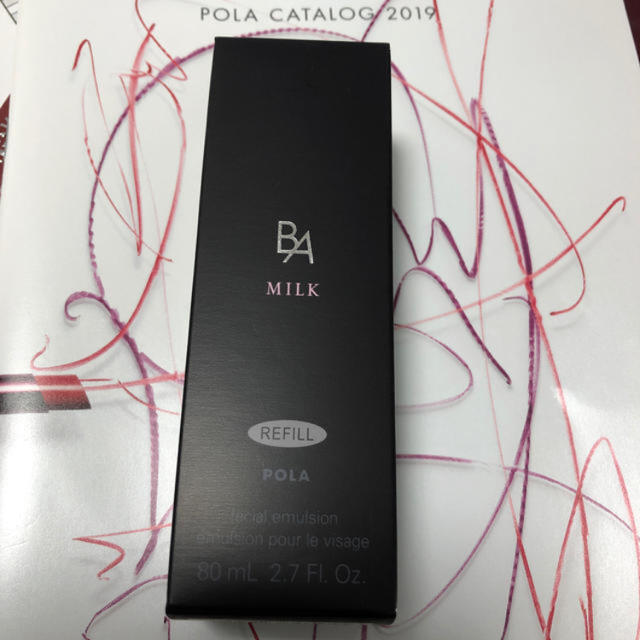 POLA CATALOG 2019
BA
MILK
REFILL
POLA
facial emulsion
émulsion pour le visage
80 mL 2.7 Fl. Oz.